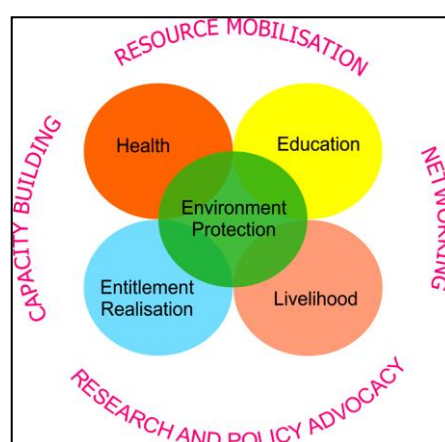 RESOURCE MOBILISATION
CAPACITY BUILDING
NETWORKING
Health
Education
Environment
Protection
Entitlement
Realisation
Livelihood
RESEARCH AND POLICY ADVOCACY